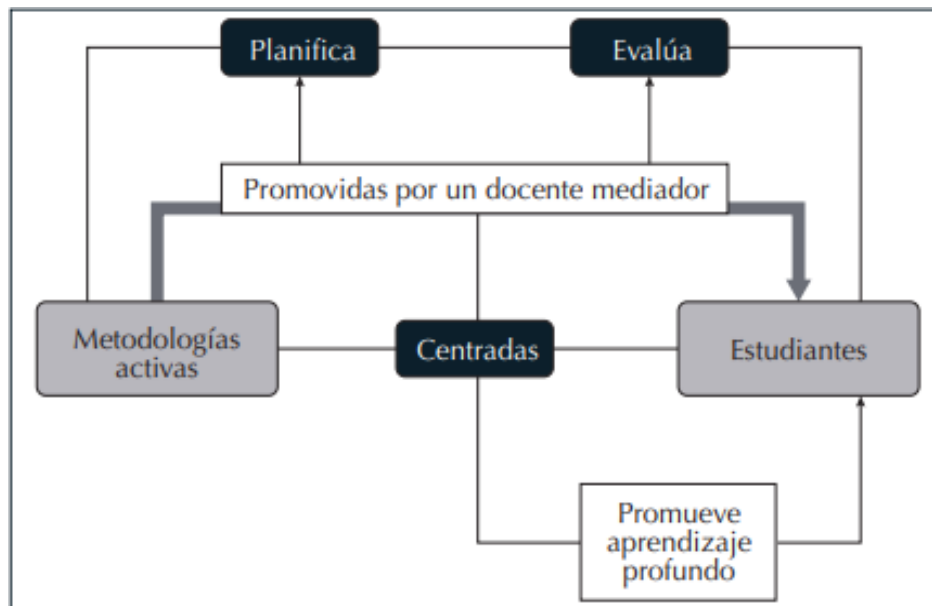 Planifica
Evalúa
Promovidas por un docente mediador
Metodologías
activas
Centradas
Estudiantes
Promueve
aprendizaje
profundo